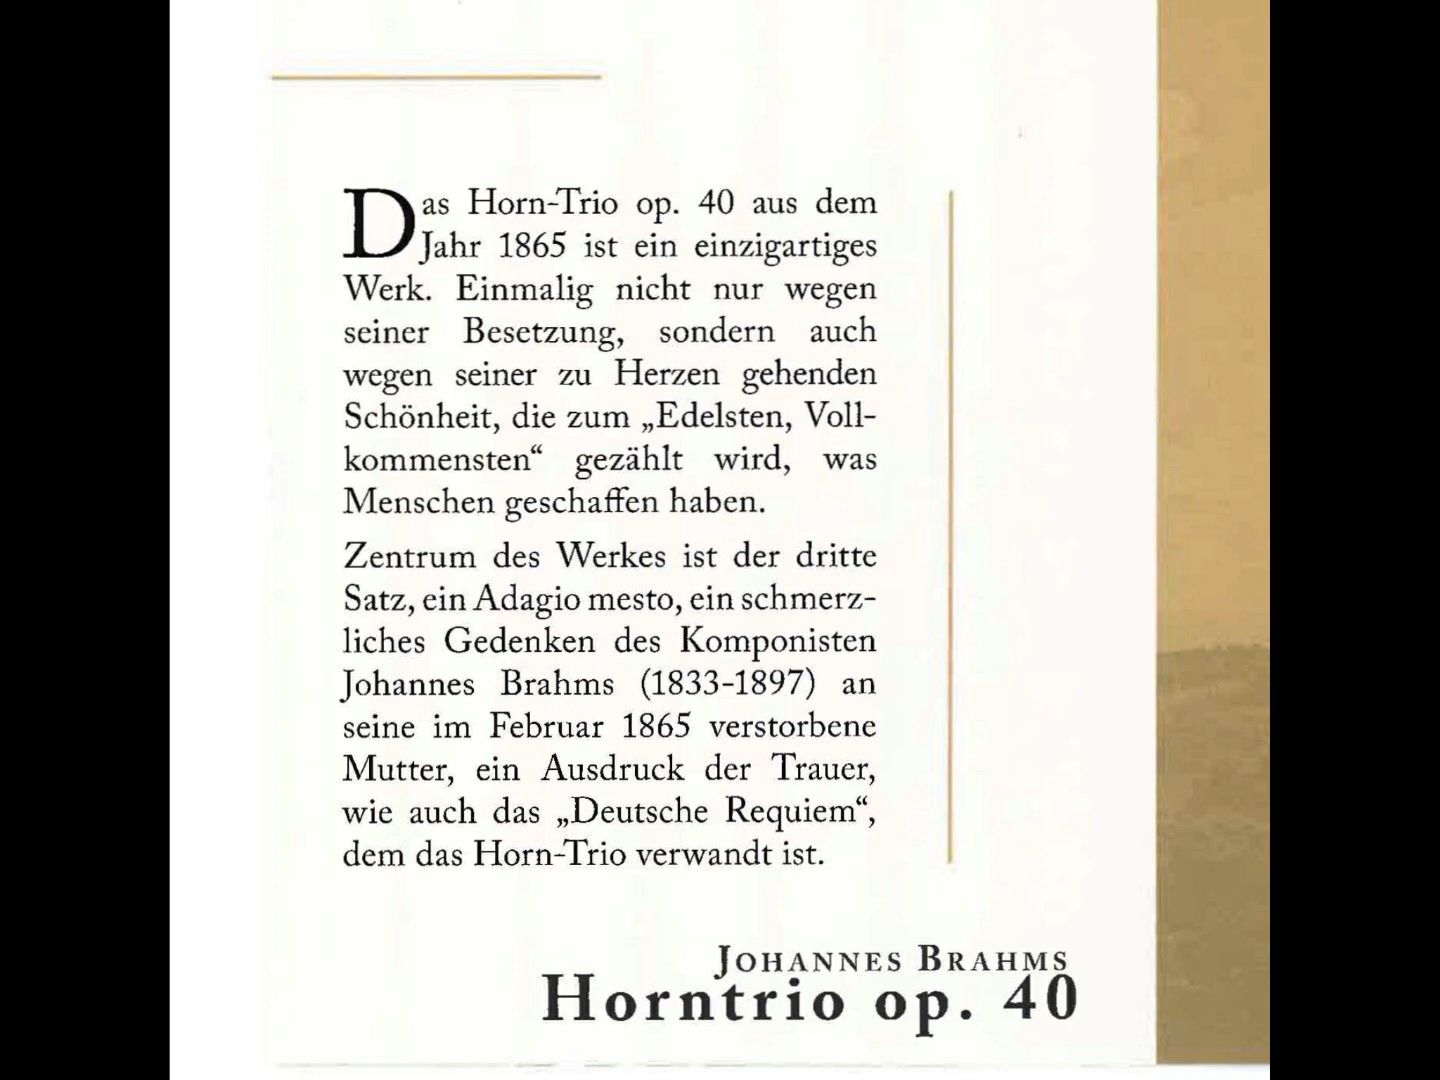 Das Horn-Trio op. 40 aus dem
Jahr 1865 ist ein einzigartiges
Werk. Einmalig nicht nur wegen
seiner Besetzung, sondern auch
wegen seiner zu Herzen gehenden
Schönheit, die zum „Edelsten, Voll-
kommensten“ gezählt wird, was
Menschen geschaffen haben.
Zentrum des Werkes ist der dritte
Satz, ein Adagio mesto, ein schmerz-
liches Gedenken des Komponisten
Johannes Brahms (1833-1897) an
seine im Februar 1865 verstorbene
Mutter, ein Ausdruck der Trauer,
wie auch das „Deutsche Requiem“,
dem das Horn-Trio verwandt ist.
JOHANNES BRAHMS
Horntrio op. 40